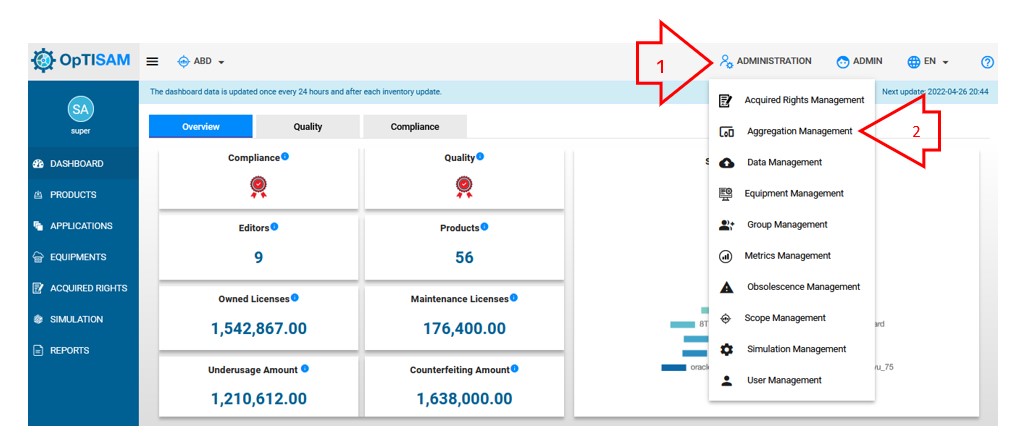 OpTISAM
ABD
1
ADMINISTRATION
ADMIN
EN
The dashboard data is updated once every 24 hours and after each inventory update.
Next update: 2022-04-26 20:44
SA
super
DASHBOARD
PRODUCTS
APPLICATIONS
EQUIPMENTS
ACQUIRED RIGHTS
SIMULATION
REPORTS
Overview
Quality
Compliance
Compliance
Quality
Editors
9
Products
56
Owned Licenses
1,542,867.00
Maintenance Licenses
176,400.00
Underusage Amount
1,210,612.00
Counterfeiting Amount
1,638,000.00
Acquired Rights Management
Aggregation Management
2
Data Management
Equipment Management
Group Management
Metrics Management
Obsolescence Management
Scope Management
Simulation Management
User Management